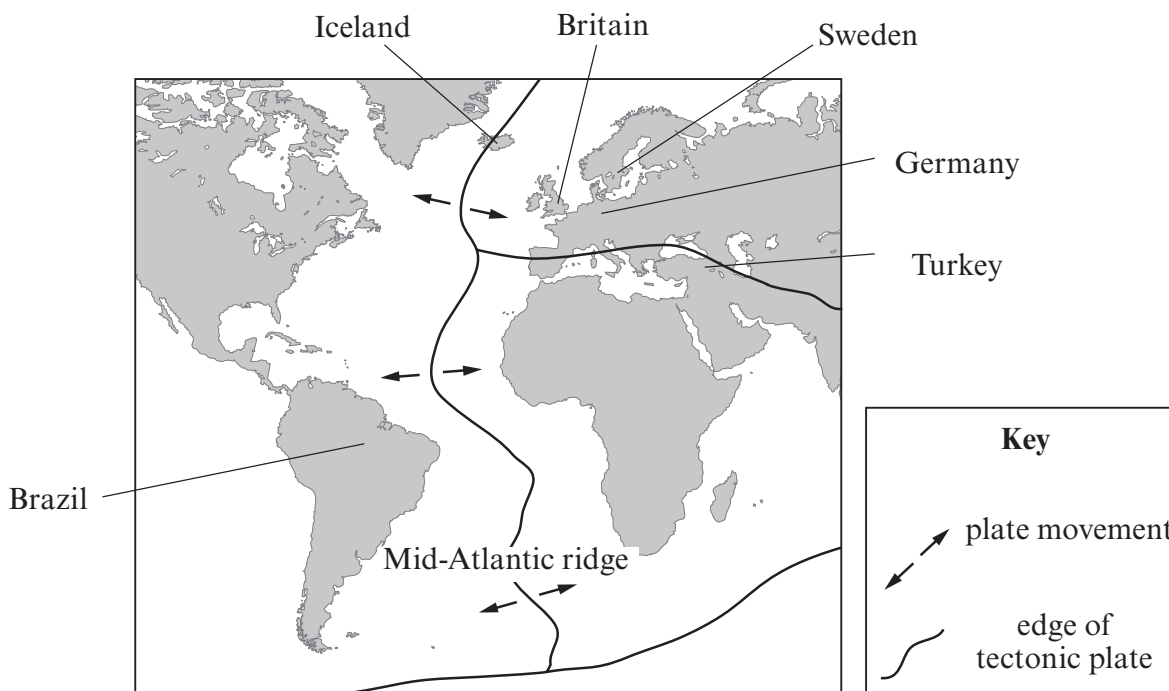 Iceland
Britain
Sweden
Germany
Turkey
Brazil
Mid-Atlantic ridge
Key
plate movement
edge of
tectonic plate